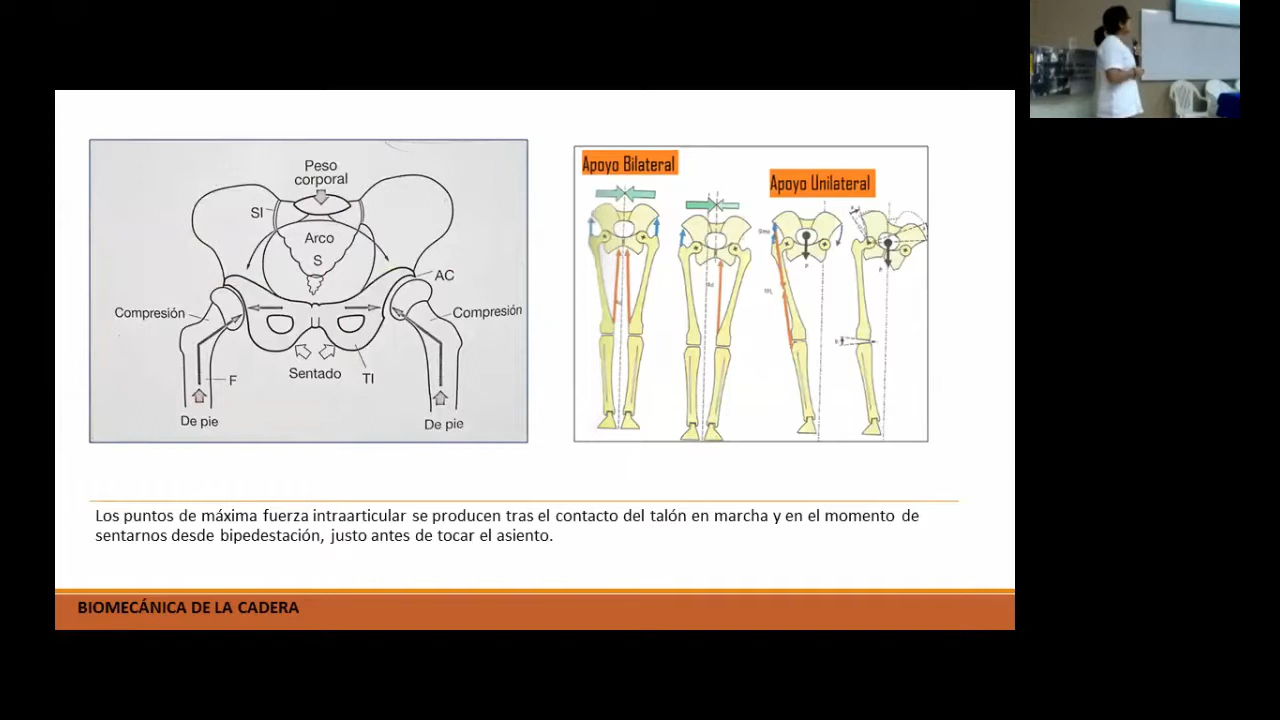 Peso
corporal
SI
Arco
S
AC
Compresión
Compresión
F
Sentado
TI
De pie
De pie
Apoyo Bilateral
Apoyo Unilateral
Los puntos de máxima fuerza intraarticular se producen tras el contacto del talón en marcha y en el momento de
sentarnos desde bipedestación, justo antes de tocar el asiento.
BIOMECÁNICA DE LA CADERA